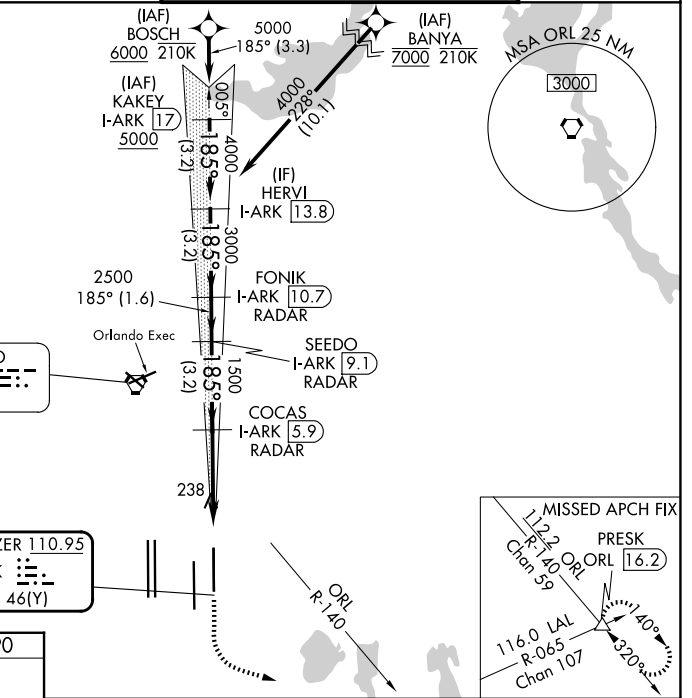 (IAF)
BOSCH
6000 210K
5000
185° (3.3)
(IAF)
BANYA
7000 210K
MSA ORL 25 NM
3000
(IAF)
KAKEY
I-ARK 17
5000
005°
4000
228°
(10.1)
4000
185°
(3.2)
(IF)
HERVI
I-ARK 13.8
3000
185°
(3.2)
2500
185° (1.6)
FONIK
I-ARK 10.7
RADAR
Orlando Exec
SEEDO
I-ARK 9.1
RADAR
1500
185°
(3.2)
COCAS
I-ARK 5.9
RADAR
238
ZER 110.95
46(Y)
ORL
R-140
MISSED APCH FIX
112.2 ORL
R-140
Chan 59
PRESK
ORL 16.2
116.0 LAL
R-065
Chan 107
140°
320°